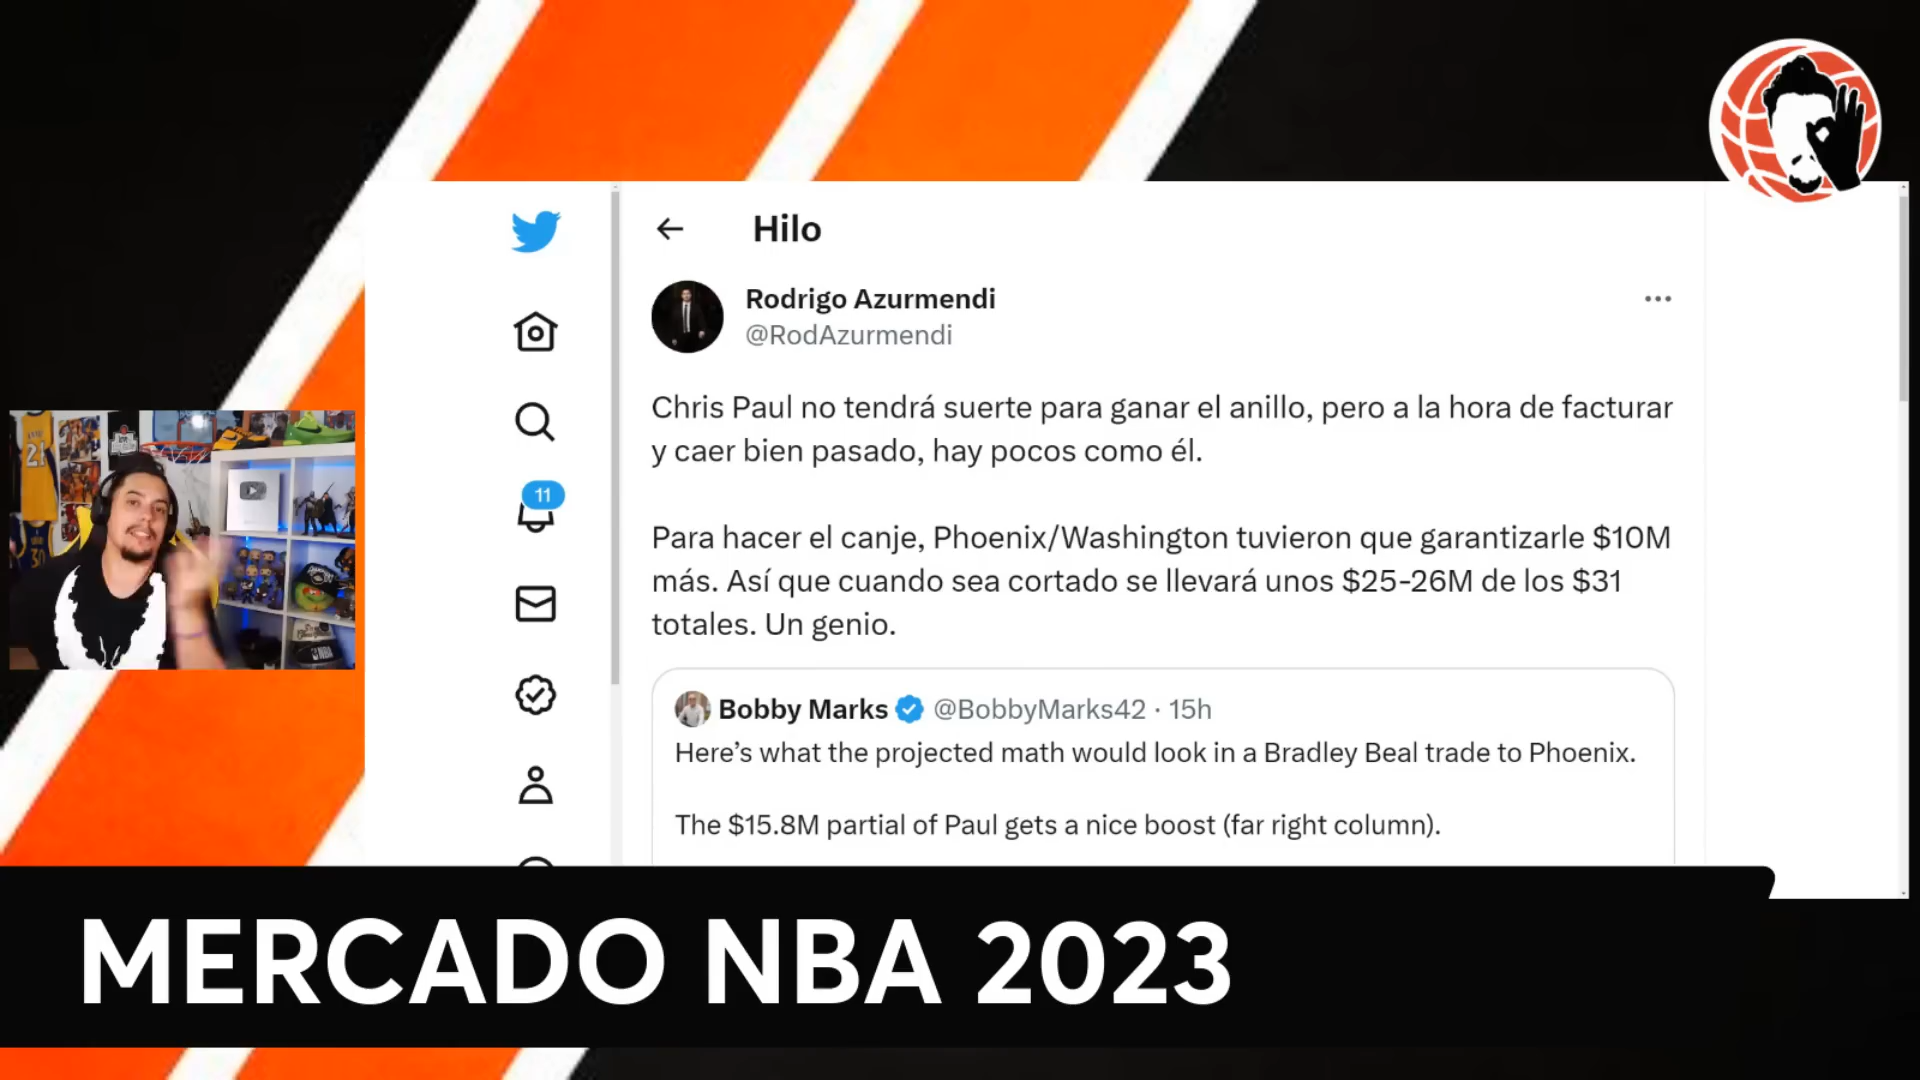 Hilo
Rodrigo Azurmendi
@RodAzurmendi
Chris Paul no tendrá suerte para ganar el anillo, pero a la hora de facturar
y caer bien pasado, hay pocos como él.
Para hacer el canje, Phoenix/Washington tuvieron que garantizarle $10M
más. Así que cuando sea cortado se llevará unos $25-26M de los $31
totales. Un genio.
11
Bobby Marks @BobbyMarks42 · 15h
Here’s what the projected math would look in a Bradley Beal trade to Phoenix.
The $15.8M partial of Paul gets a nice boost (far right column).
21
30
NBA
MERCADO NBA 2023